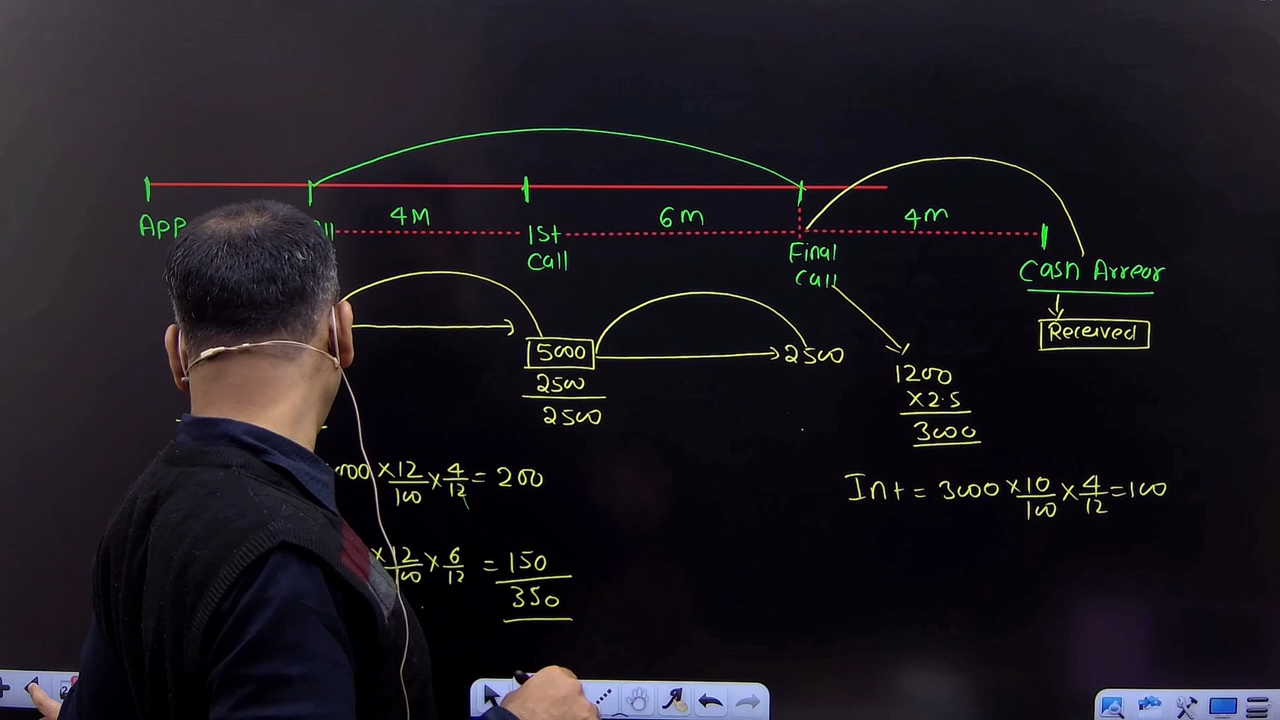 4M
6m
4m
App
1st
Call
Final
Call
Cash Arrear
Received
5000
2500
2500
2500
1200
×2.5
3000
×12/100 × 4/12 = 200
×12/100 × 6/12 = 150
350
Int = 3000 × 10/100 × 4/12 = 100